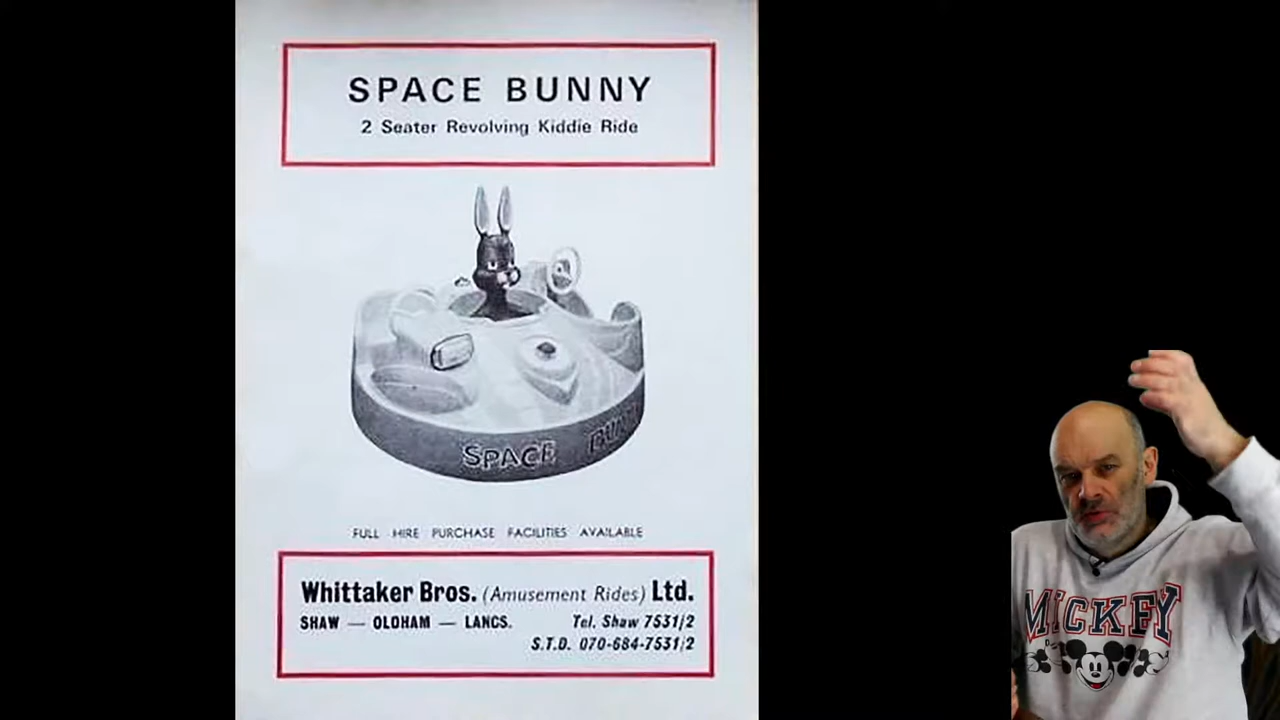 SPACE BUNNY
2 Seater Revolving Kiddie Ride
SPACE BUNNY
FULL HIRE PURCHASE FACILITIES AVAILABLE
Whittaker Bros. (Amusement Rides) Ltd.
SHAW — OLDHAM — LANCS. Tel. Shaw 7531/2
S.T.D. 070-684-7531/2
MICKEY